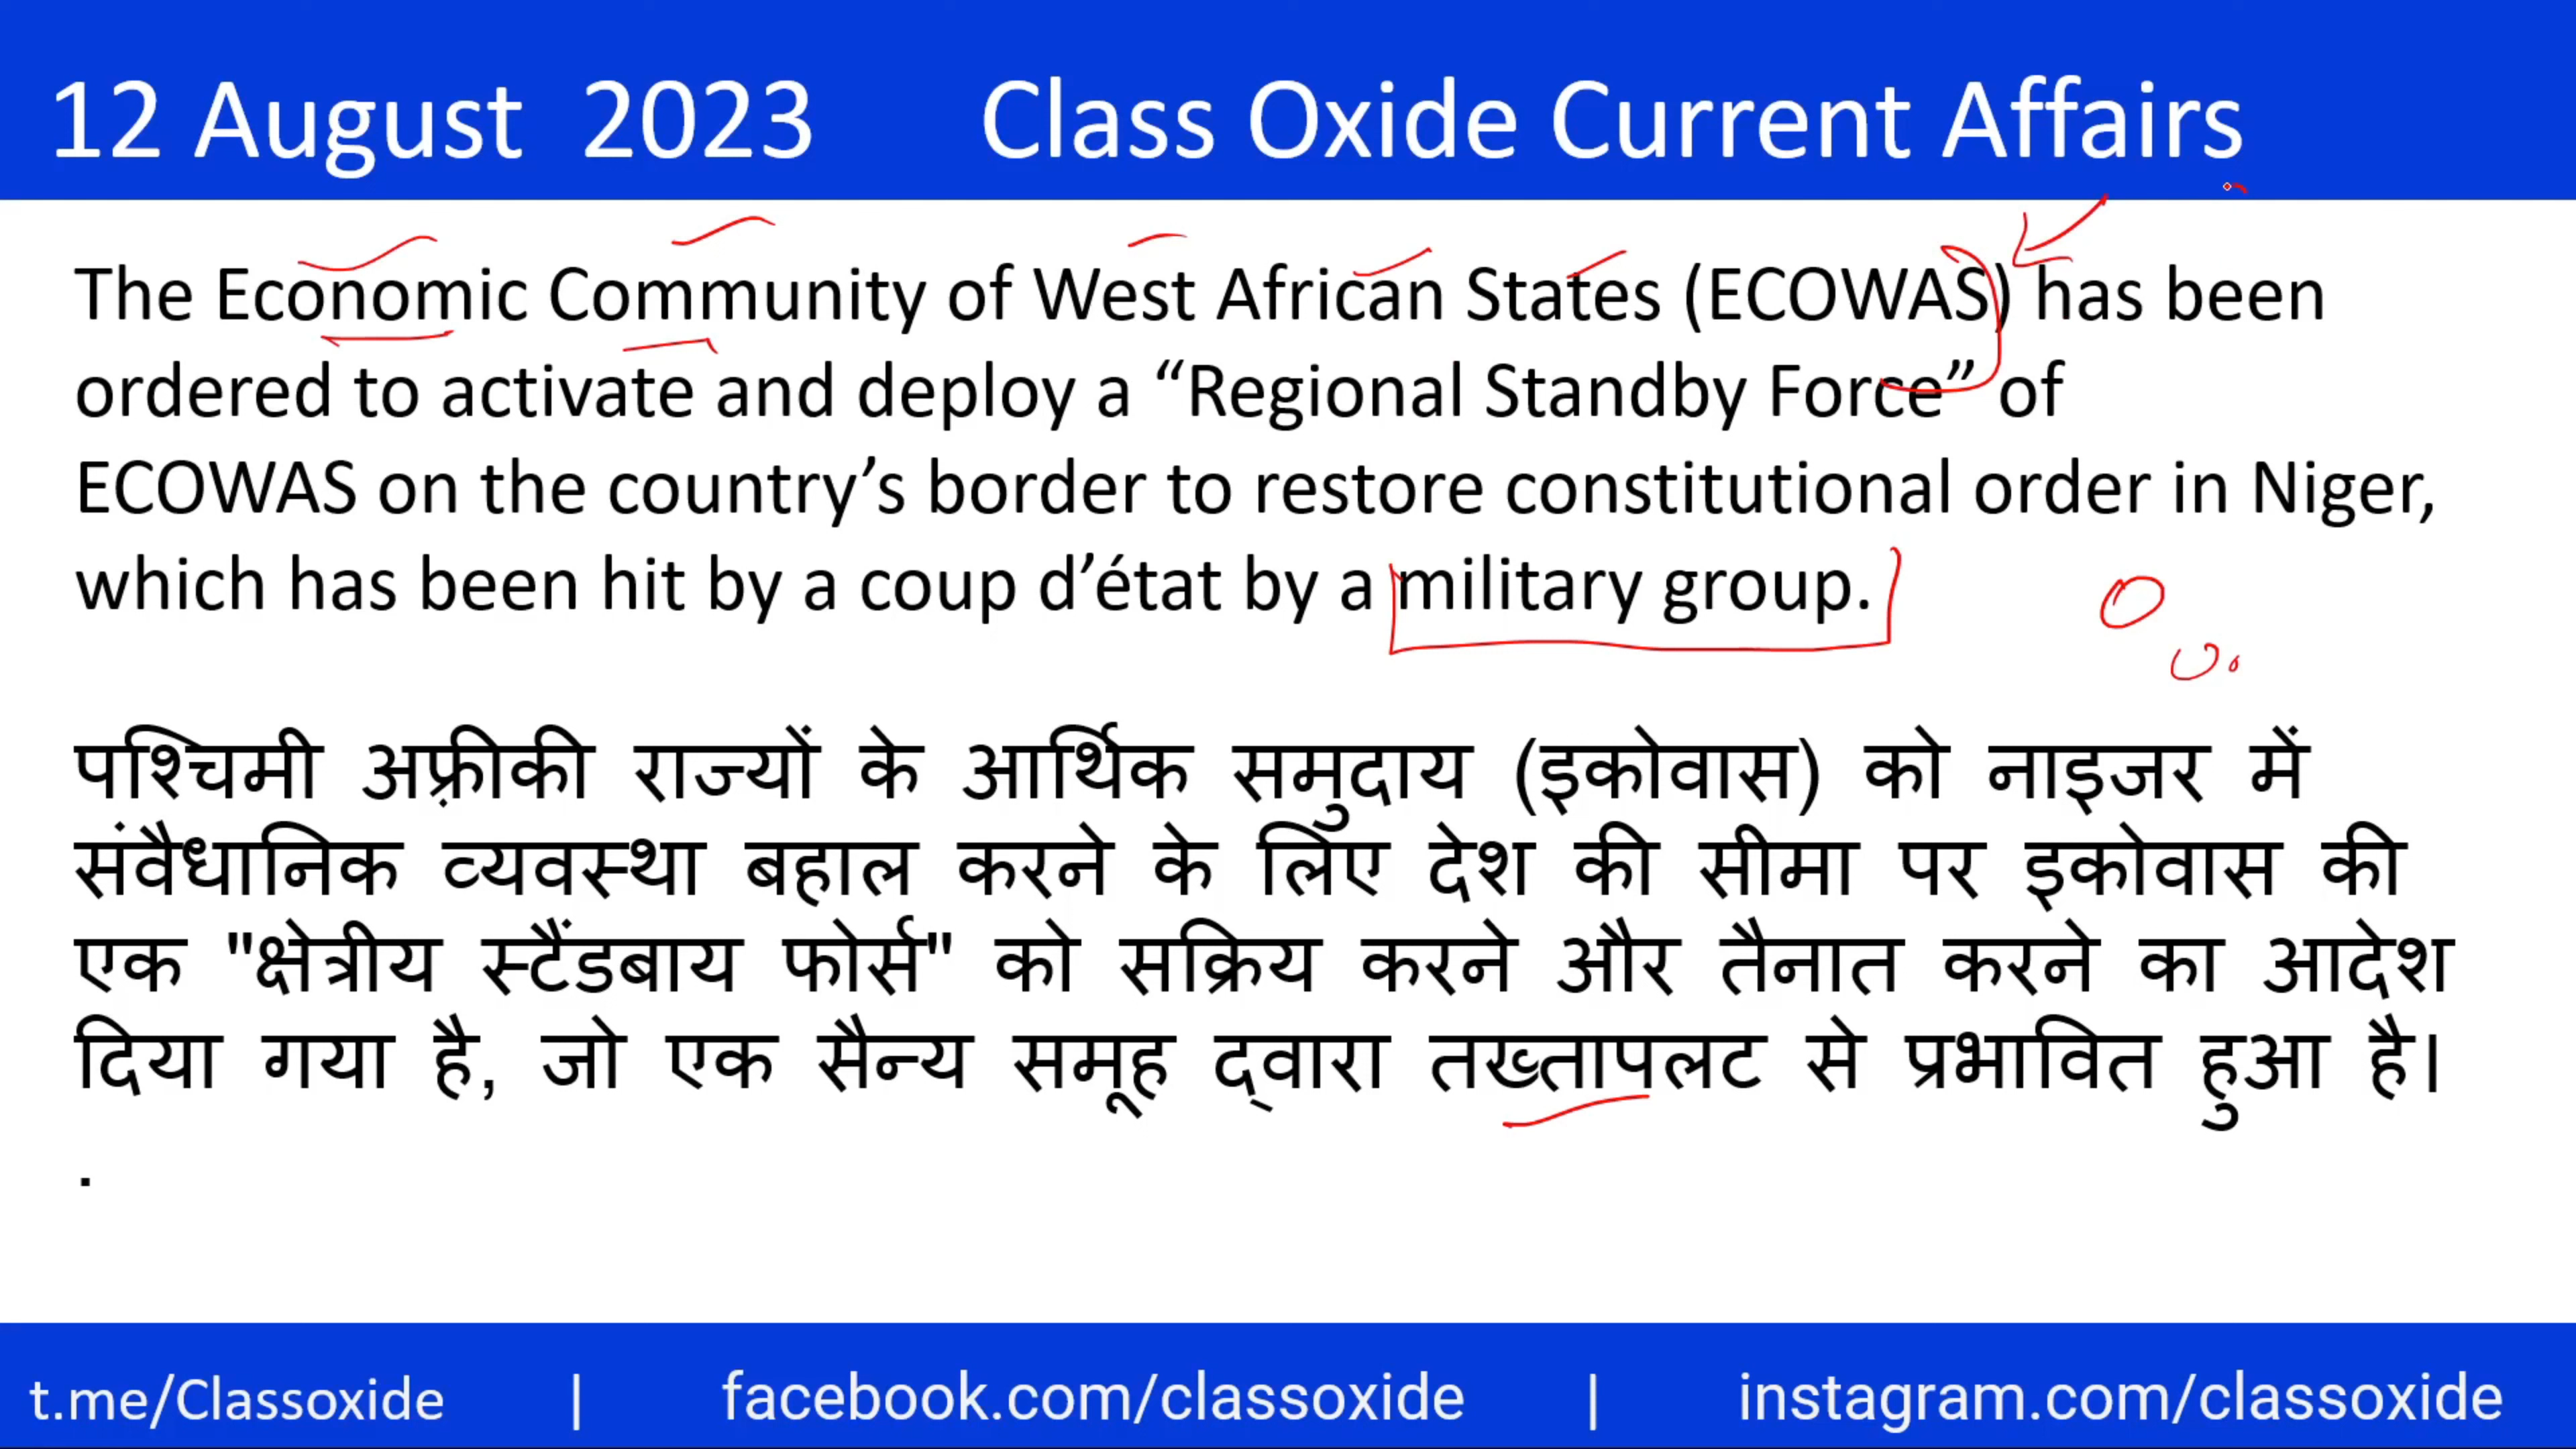 12 August 2023 Class Oxide Current Affairs
The Economic Community of West African States (ECOWAS) has been
ordered to activate and deploy a “Regional Standby Force” of
ECOWAS on the country’s border to restore constitutional order in Niger,
which has been hit by a coup d’état by a military group.
पश्चिमी अफ़्रीकी राज्यों के आर्थिक समुदाय (इकोवास) को नाइजर में
संवैधानिक व्यवस्था बहाल करने के लिए देश की सीमा पर इकोवास की
एक "क्षेत्रीय स्टैंडबाय फोर्स" को सक्रिय करने और तैनात करने का आदेश
दिया गया है, जो एक सैन्य समूह द्वारा तख्तापलट से प्रभावित हुआ है।
.
t.me/Classoxide | facebook.com/classoxide | instagram.com/classoxide